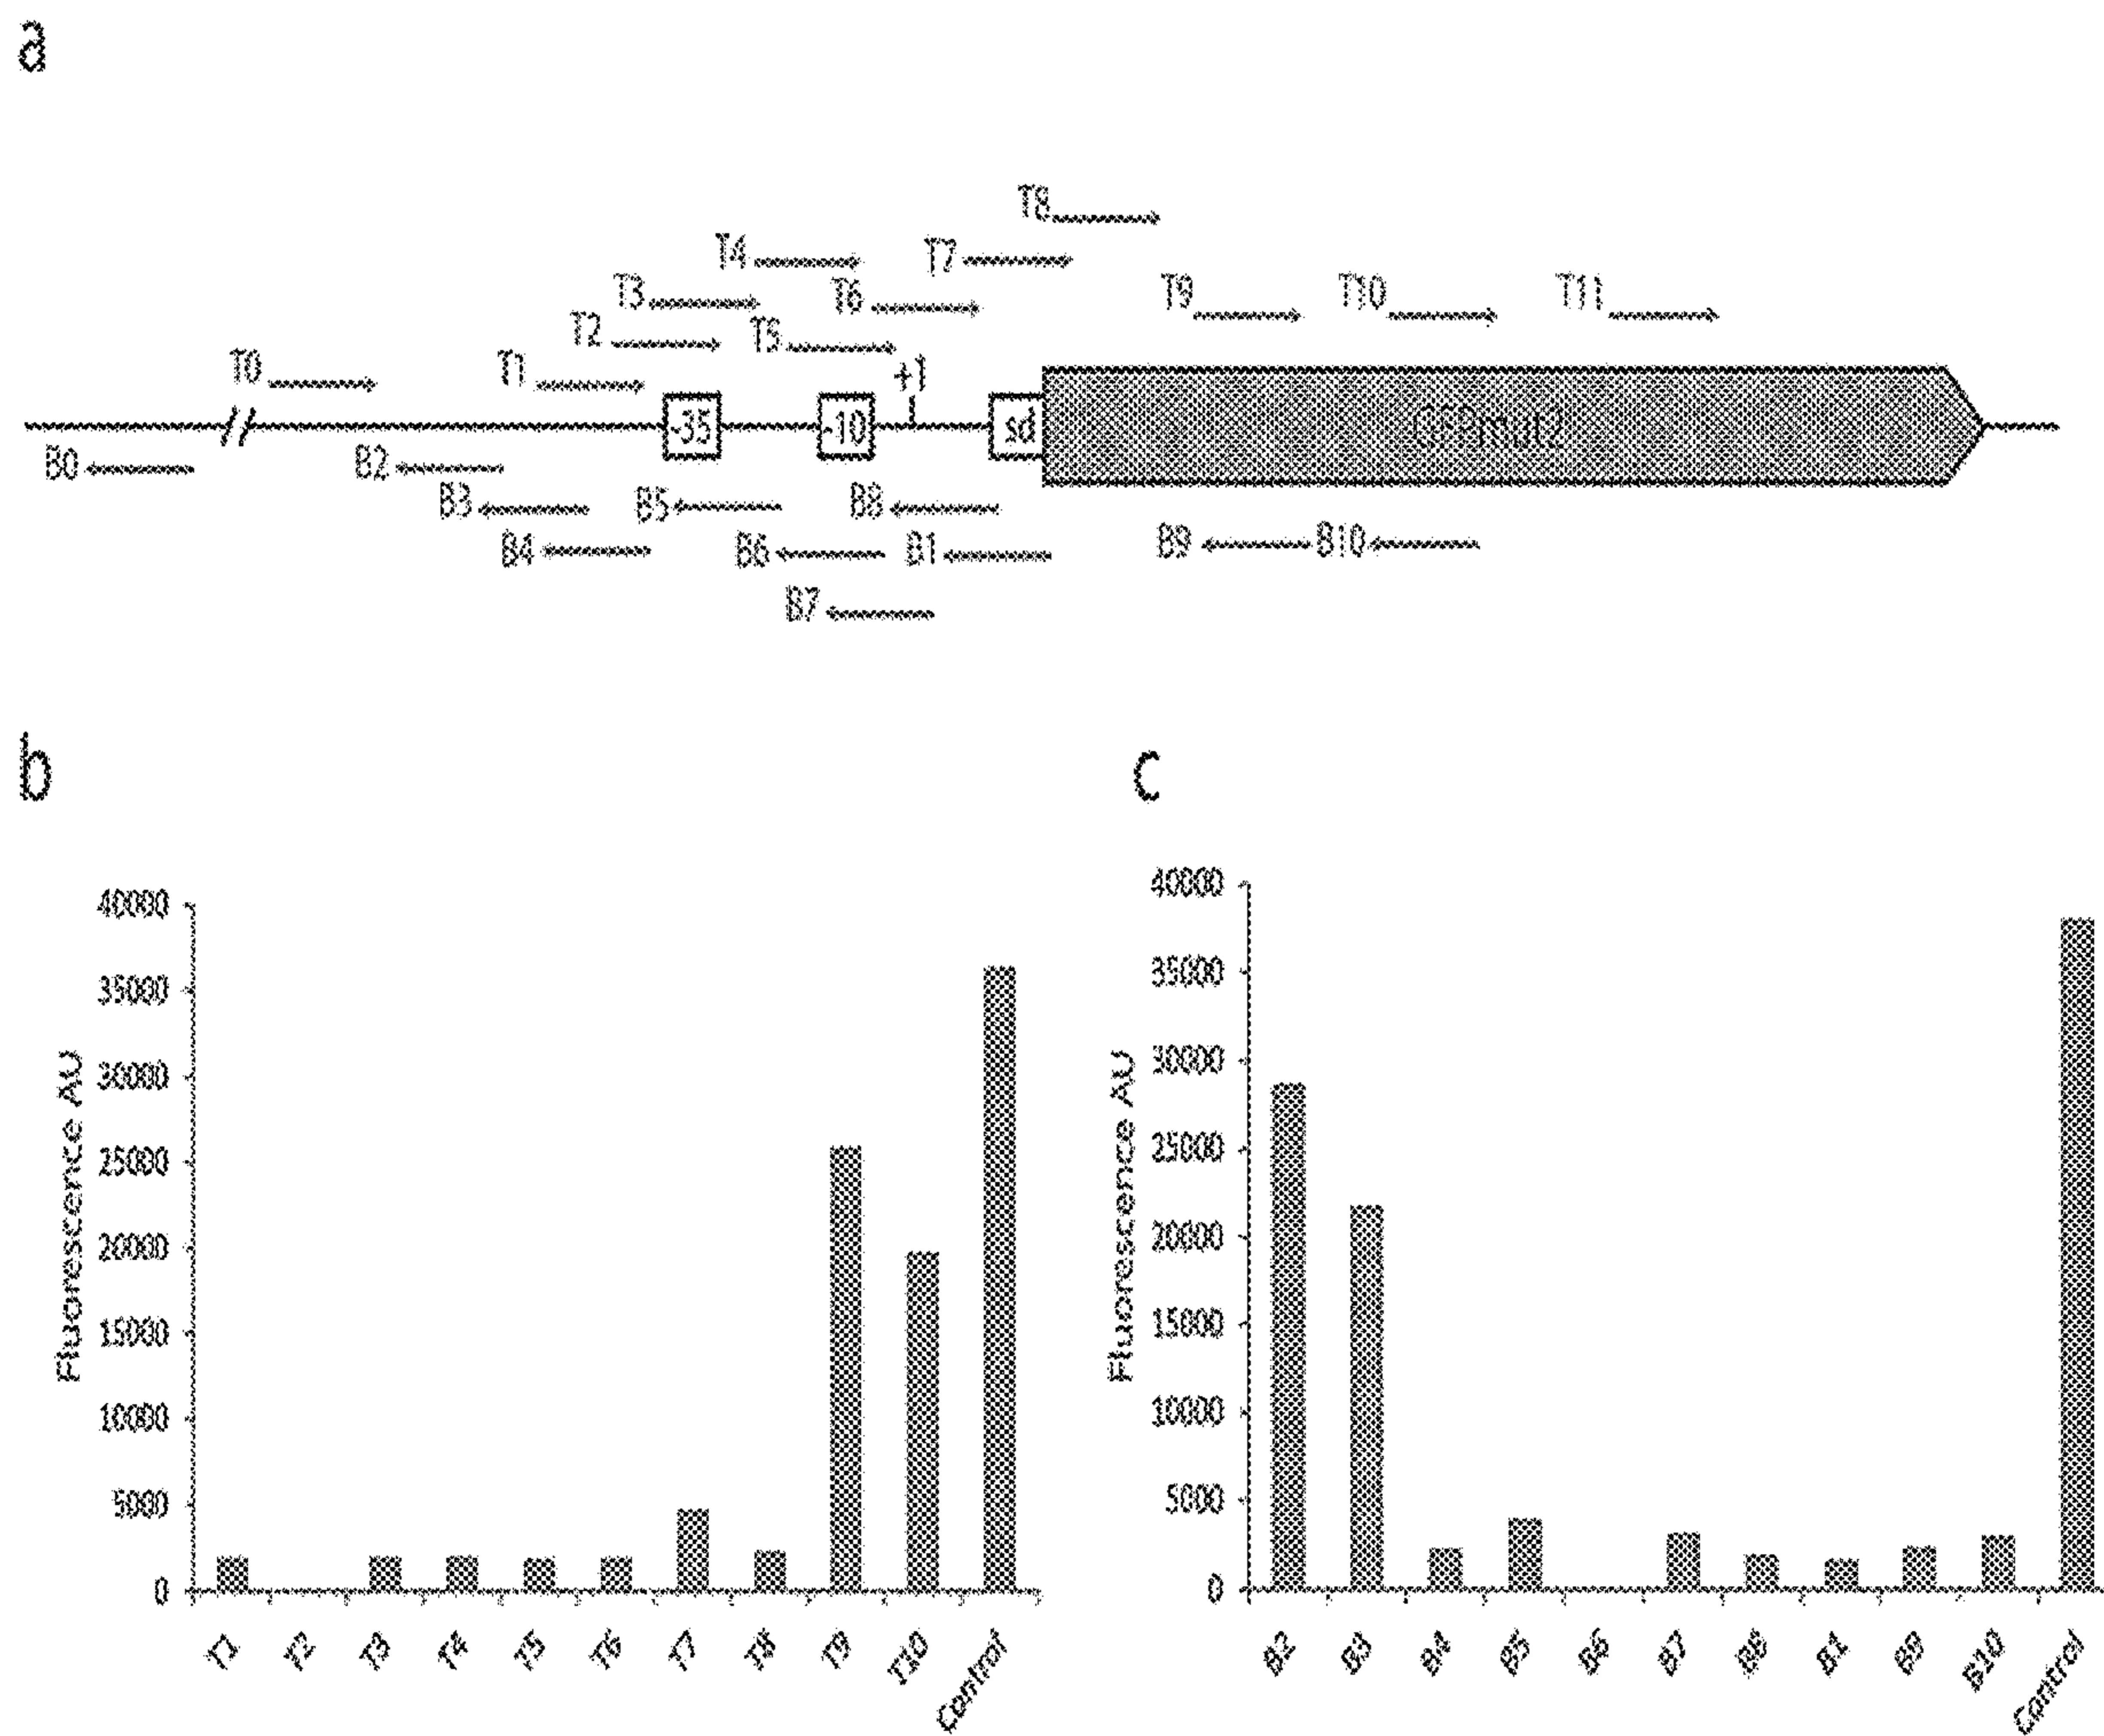 a
T8
T4 T7
T3 T6
T2 T5
T0 T1 +1
-35 -10 sd GFPmut2
B0 B2
B3 B5 B8
B4 B6 B1 B9 B10
B7
b
Fluorescence AU
40000
35000
30000
25000
20000
15000
10000
5000
0
T1 T2 T3 T4 T5 T6 T7 T8 T9 T10 Control
T9 T10 T11
c
Fluorescence AU
40000
35000
30000
25000
20000
15000
10000
5000
0
B2 B3 B4 B5 B6 B7 B8 B1 B9 B10 Control